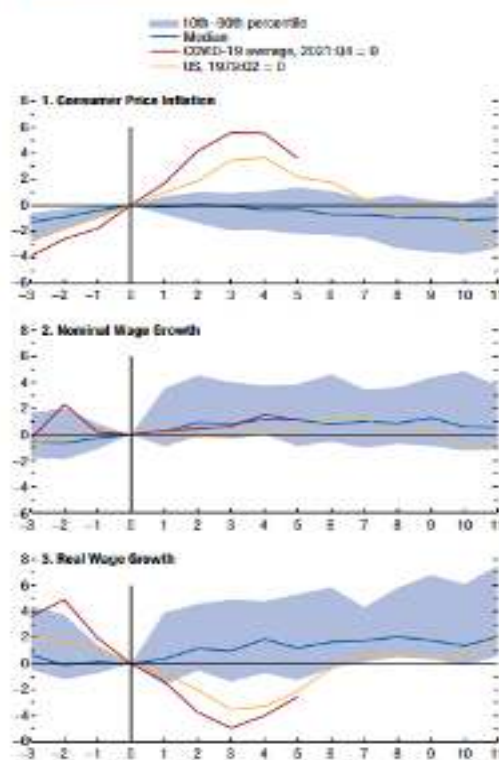 10th–90th percentile
Median
COVID-19 average, 2021:Q4 = 0
US, 1979:Q2 = 0
8 1. Consumer Price Inflation
6
4
2
0
−2
−4
−6
−3 −2 −1 0 1 2 3 4 5 6 7 8 9 10 11
8 2. Nominal Wage Growth
6
4
2
0
−2
−4
−6
−3 −2 −1 0 1 2 3 4 5 6 7 8 9 10 11
8 3. Real Wage Growth
6
4
2
0
−2
−4
−6
−3 −2 −1 0 1 2 3 4 5 6 7 8 9 10 11